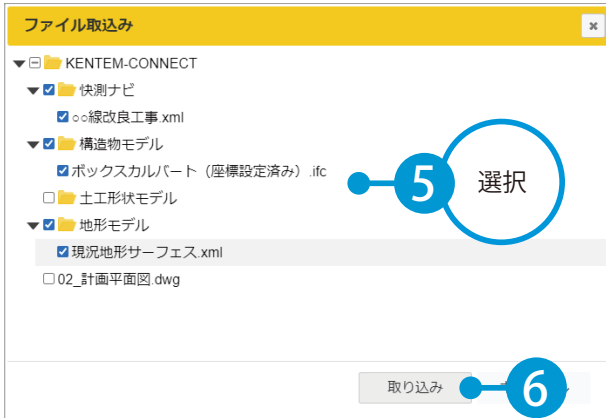 ファイル取込み
KENTEM-CONNECT
快測ナビ
○○線改良工事.xml
構造物モデル
ボックスカルバート（座標設定済み）.ifc
5 選択
土工形状モデル
地形モデル
現況地形サーフェス.xml
02_計画平面図.dwg
取り込み
6